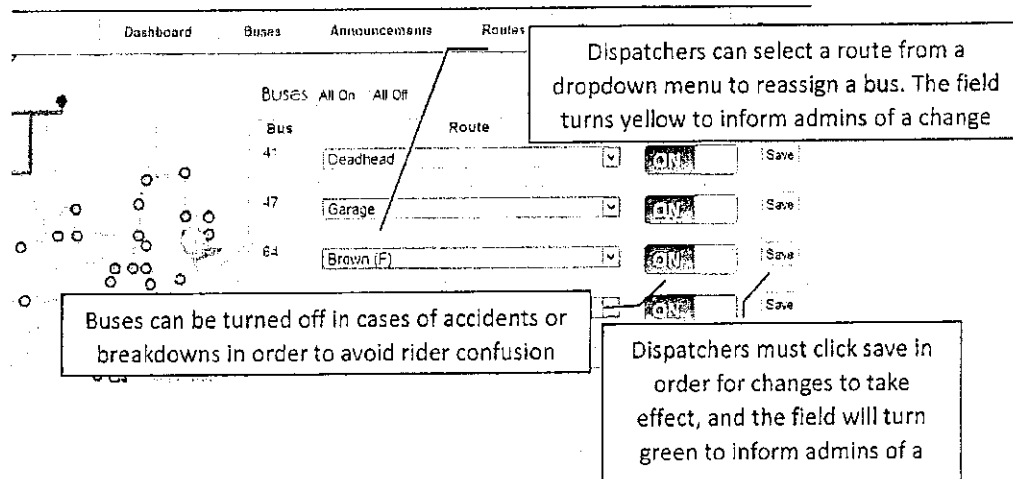 Dashboard Buses Announcements Routes
Dispatchers can select a route from a
dropdown menu to reassign a bus. The field
turns yellow to inform admins of a change
Buses All On All Off
Bus Route
41 Deadhead ON Save
47 Garage ON Save
64 Brown (F) ON Save
ON Save
Buses can be turned off in cases of accidents or
breakdowns in order to avoid rider confusion
Dispatchers must click save in
order for changes to take
effect, and the field will turn
green to inform admins of a